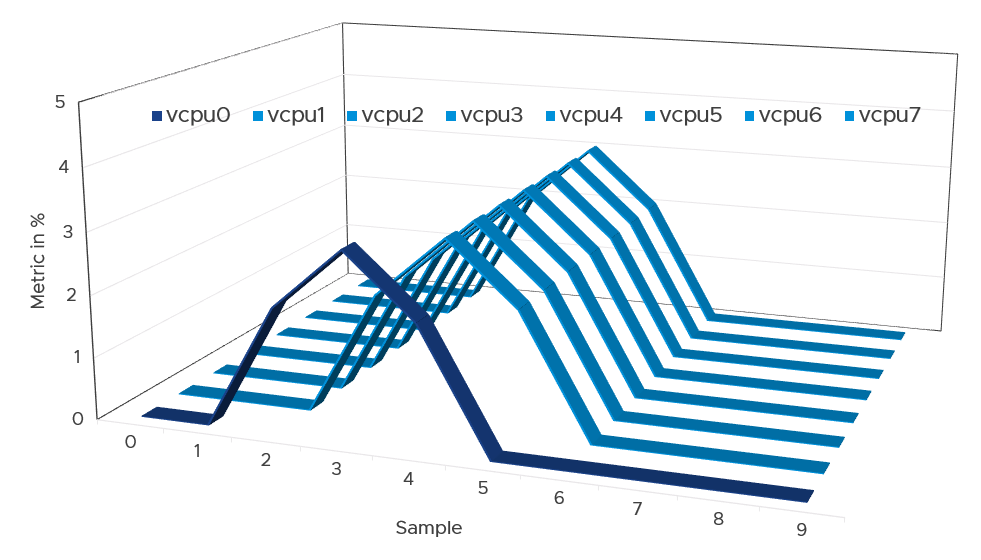 5
vcpu0 vcpu1 vcpu2 vcpu3 vcpu4 vcpu5 vcpu6 vcpu7
4
3
Metric in %
2
1
0
0 1 2 3 4 5 6 7 8 9
Sample